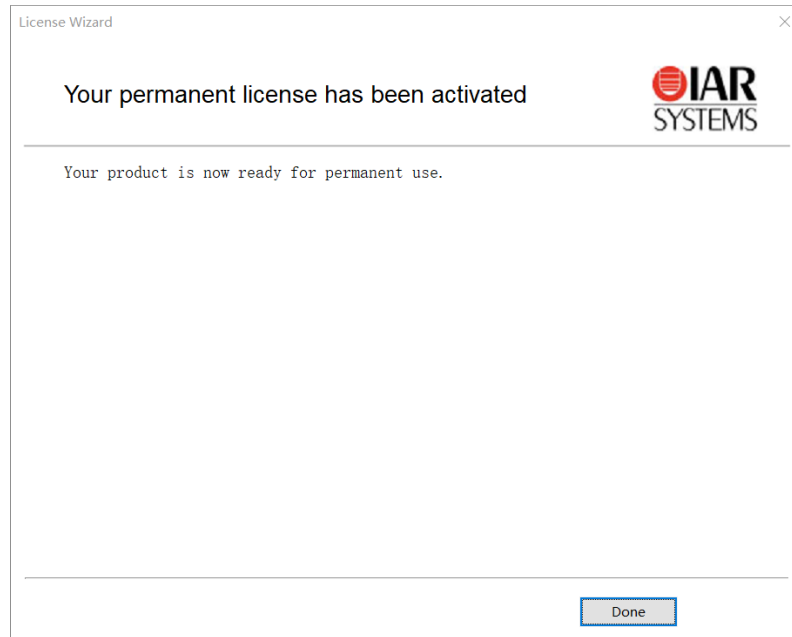 License Wizard
Your permanent license has been activated
IAR
SYSTEMS
Your product is now ready for permanent use.
Done